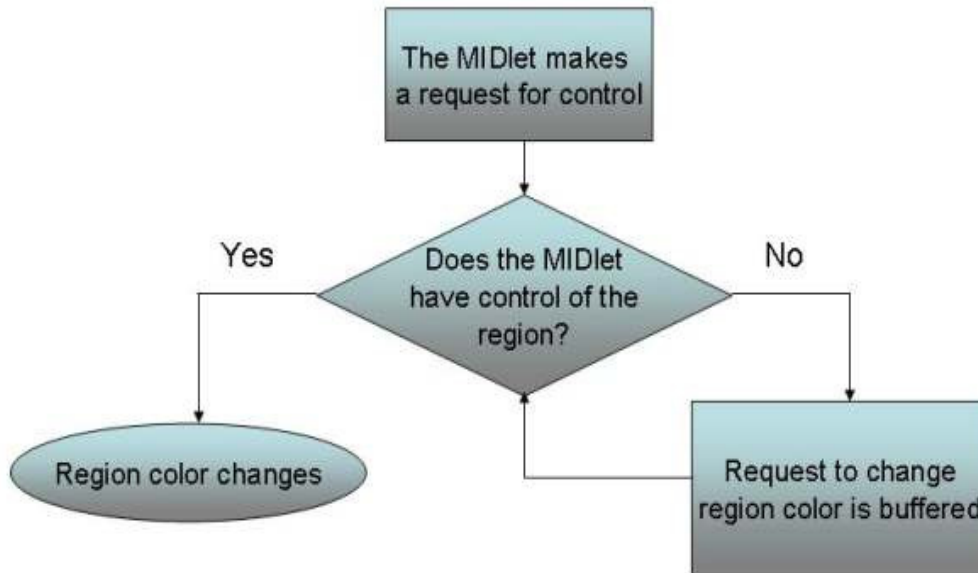 The MIDlet makes
a request for control
Yes
Does the MIDlet
have control of the
region?
No
Region color changes
Request to change
region color is buffered